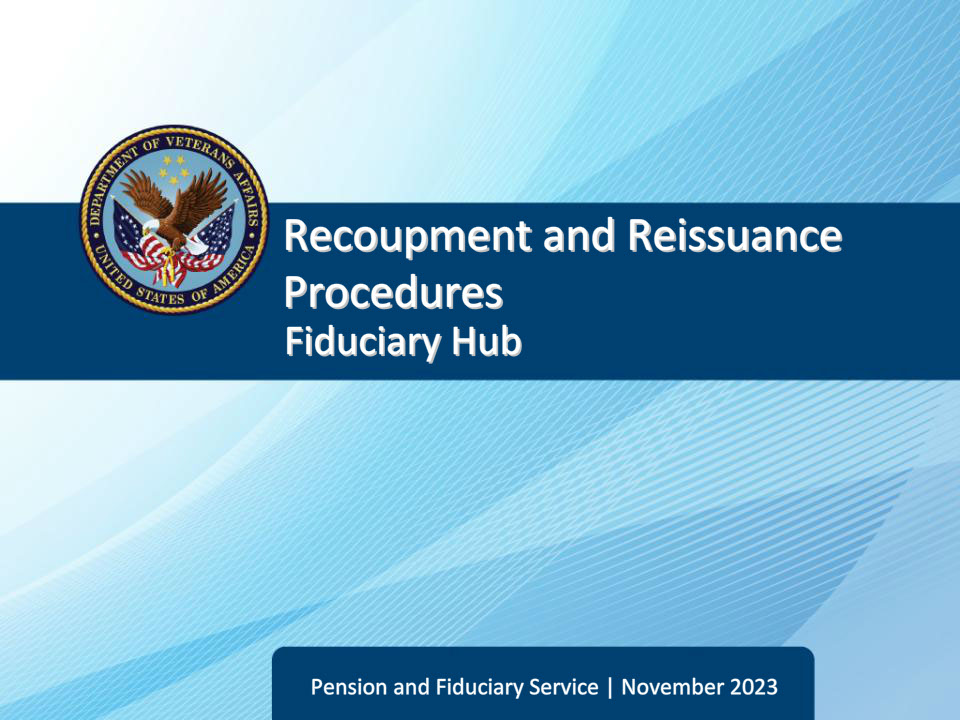 DEPARTMENT OF VETERANS AFFAIRS
UNITED STATES OF AMERICA
Recoupment and Reissuance
Procedures
Fiduciary Hub
Pension and Fiduciary Service | November 2023